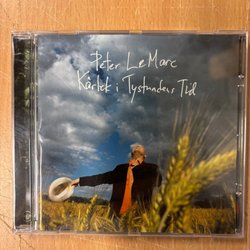 Peter LeMarc
Kärlek i Tystnadens Tid